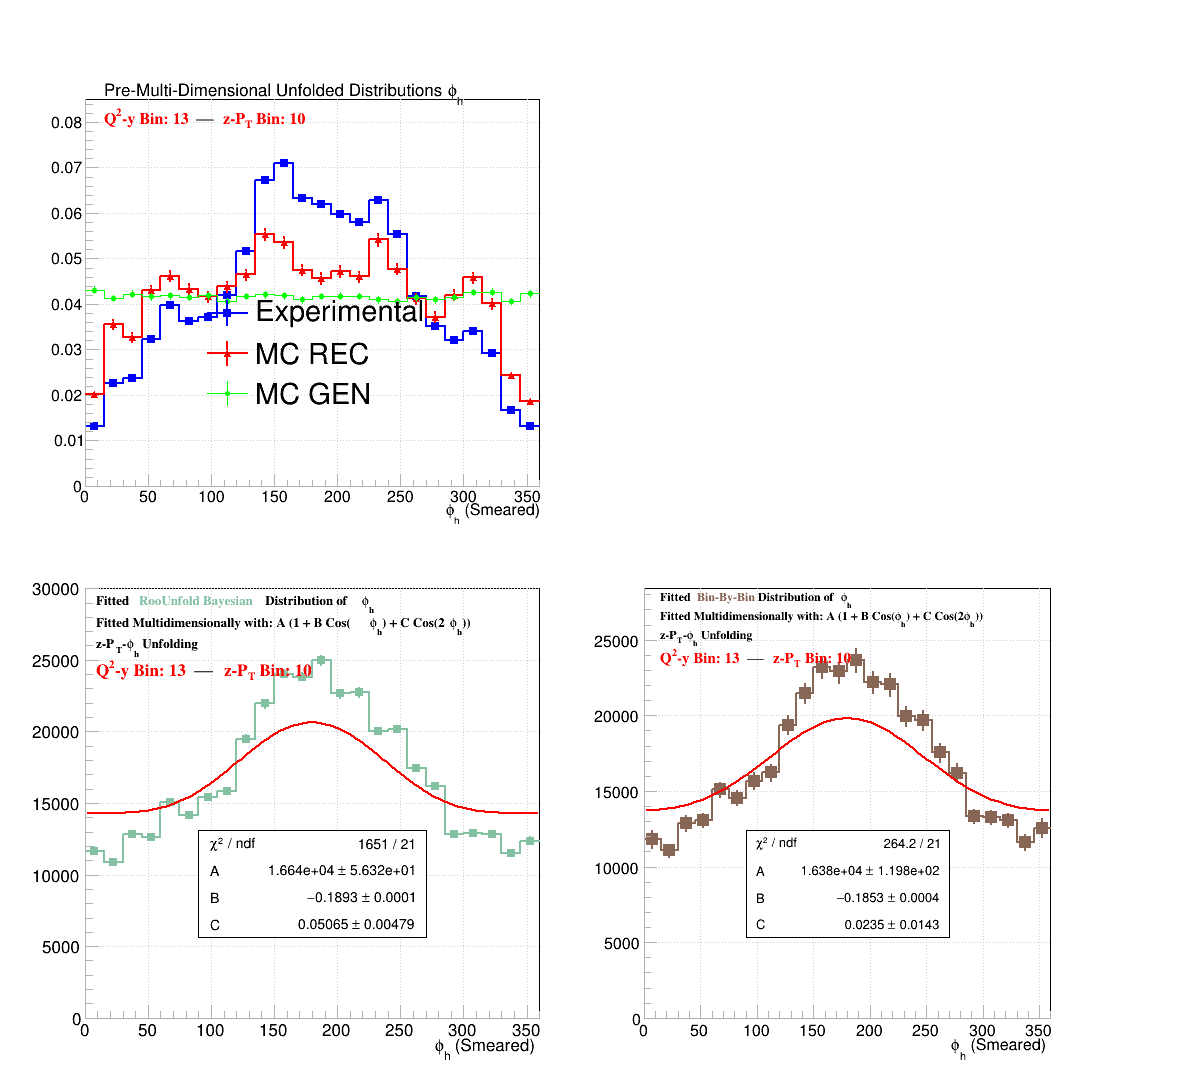 Pre-Multi-Dimensional Unfolded Distributions ϕh
Q²-y Bin: 13 — z-PT Bin: 10
0.08
0.07
0.06
0.05
0.04
0.03
0.02
0.01
0
Experimental
MC REC
MC GEN
0 50 100 150 200 250 300 350
ϕh (Smeared)
Fitted RooUnfold Bayesian Distribution of ϕh
Fitted Multidimensionally with: A (1 + B Cos( ϕh) + C Cos(2 ϕh))
z-PT-ϕh Unfolding
Q²-y Bin: 13 — z-PT Bin: 10
30000
25000
20000
15000
10000
5000
0
χ² / ndf 1651 / 21
A 1.664e+04 ± 5.632e+01
B −0.1893 ± 0.0001
C 0.05065 ± 0.00479
0 50 100 150 200 250 300 350
ϕh (Smeared)
Fitted Bin-By-Bin Distribution of ϕh
Fitted Multidimensionally with: A (1 + B Cos(ϕh) + C Cos(2ϕh))
z-PT-ϕh Unfolding
Q²-y Bin: 13 — z-PT Bin: 10
25000
20000
15000
10000
5000
0
χ² / ndf 264.2 / 21
A 1.638e+04 ± 1.198e+02
B −0.1853 ± 0.0004
C 0.0235 ± 0.0143
0 50 100 150 200 250 300 350
ϕh (Smeared)